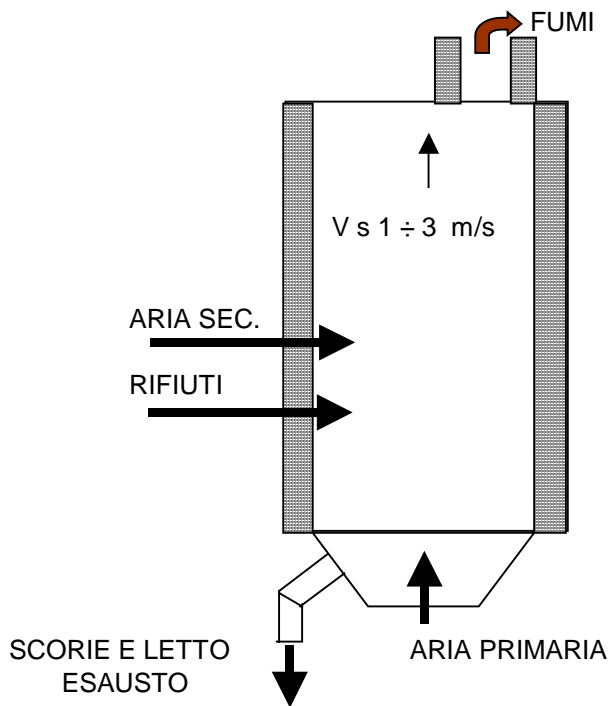 FUMI
V s 1 ÷ 3 m/s
ARIA SEC.
RIFIUTI
SCORIE E LETTO
ESAUSTO
ARIA PRIMARIA